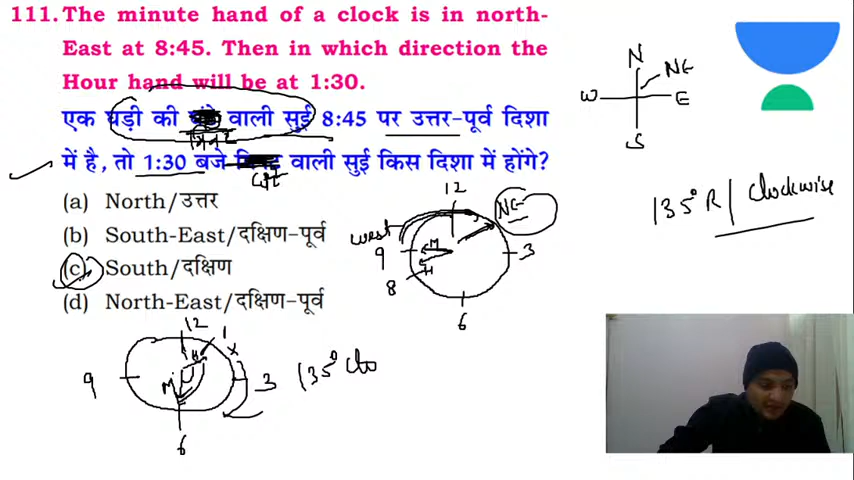 111. The minute hand of a clock is in north-
East at 8:45. Then in which direction the
Hour hand will be at 1:30.
एक घड़ी की वाली सुई 8:45 पर उत्तर-पूर्व दिशा
मिनट
में है, तो 1:30 बजे वाली सुई किस दिशा में होंगे?
(a) North/उत्तर
(b) South-East/दक्षिण-पूर्व
(c) South/दक्षिण
(d) North-East/दक्षिण-पूर्व
N
NE
W E
S
135° R | Clockwise
12
NE
west
9 M 3
H
8
6
12 1
H
9 M 3
6
135° Clo